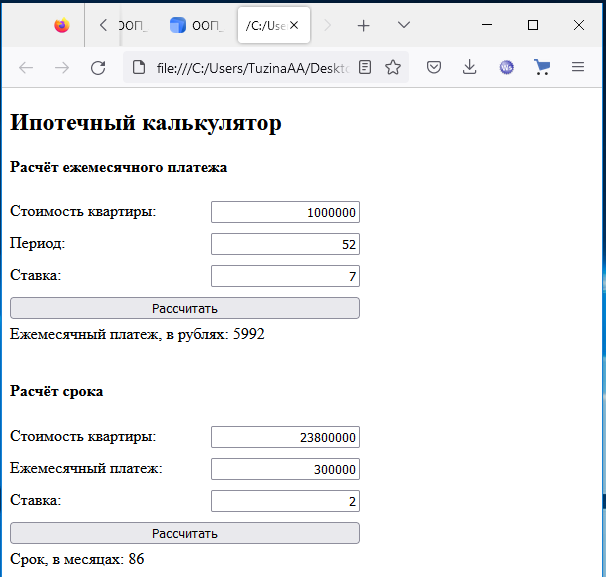 ООП_
ООП_
/C:/Use
file:///C:/Users/TuzinaAA/Deskto
Ипотечный калькулятор
Расчёт ежемесячного платежа
Стоимость квартиры: 1000000
Период: 52
Ставка: 7
Рассчитать
Ежемесячный платеж, в рублях: 5992
Расчёт срока
Стоимость квартиры: 23800000
Ежемесячный платеж: 300000
Ставка: 2
Рассчитать
Срок, в месяцах: 86